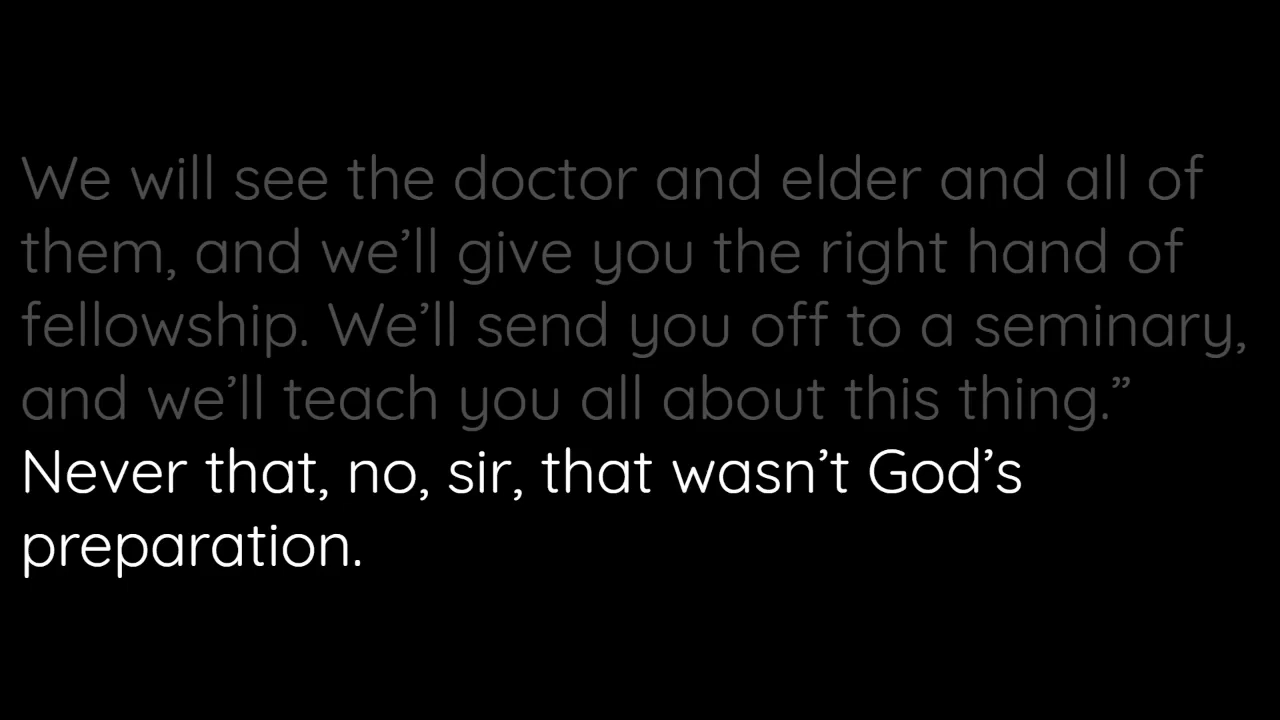 We will see the doctor and elder and all of
them, and we’ll give you the right hand of
fellowship. We’ll send you off to a seminary,
and we’ll teach you all about this thing.”
Never that, no, sir, that wasn’t God’s
preparation.